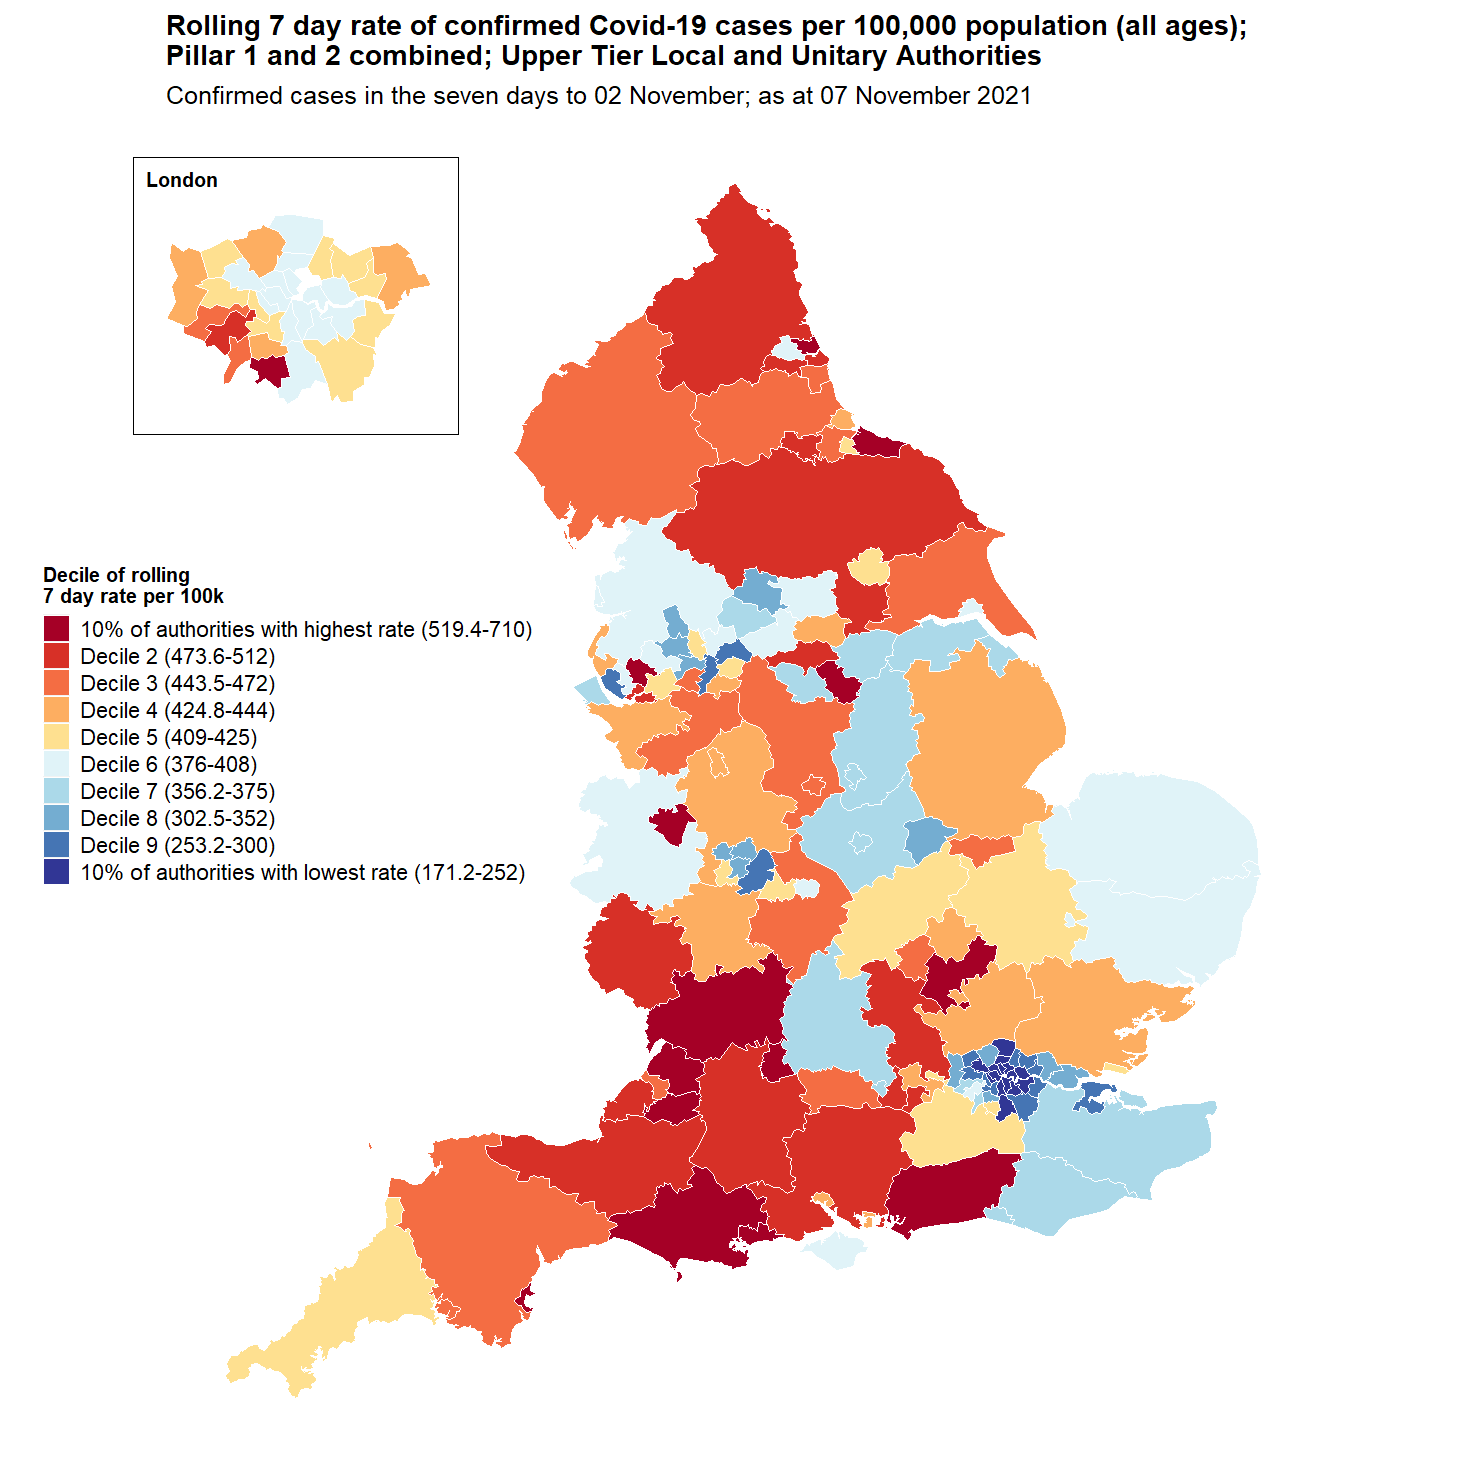 Rolling 7 day rate of confirmed Covid-19 cases per 100,000 population (all ages);
Pillar 1 and 2 combined; Upper Tier Local and Unitary Authorities
Confirmed cases in the seven days to 02 November; as at 07 November 2021
London
Decile of rolling
7 day rate per 100k
10% of authorities with highest rate (519.4-710)
Decile 2 (473.6-512)
Decile 3 (443.5-472)
Decile 4 (424.8-444)
Decile 5 (409-425)
Decile 6 (376-408)
Decile 7 (356.2-375)
Decile 8 (302.5-352)
Decile 9 (253.2-300)
10% of authorities with lowest rate (171.2-252)